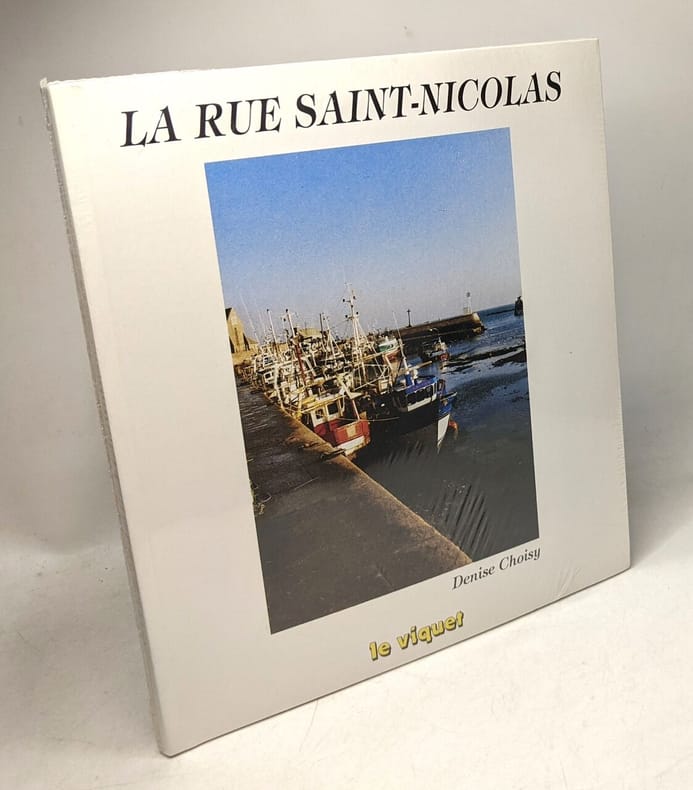 LA RUE SAINT-NICOLAS
Denise Choisy
le viquet